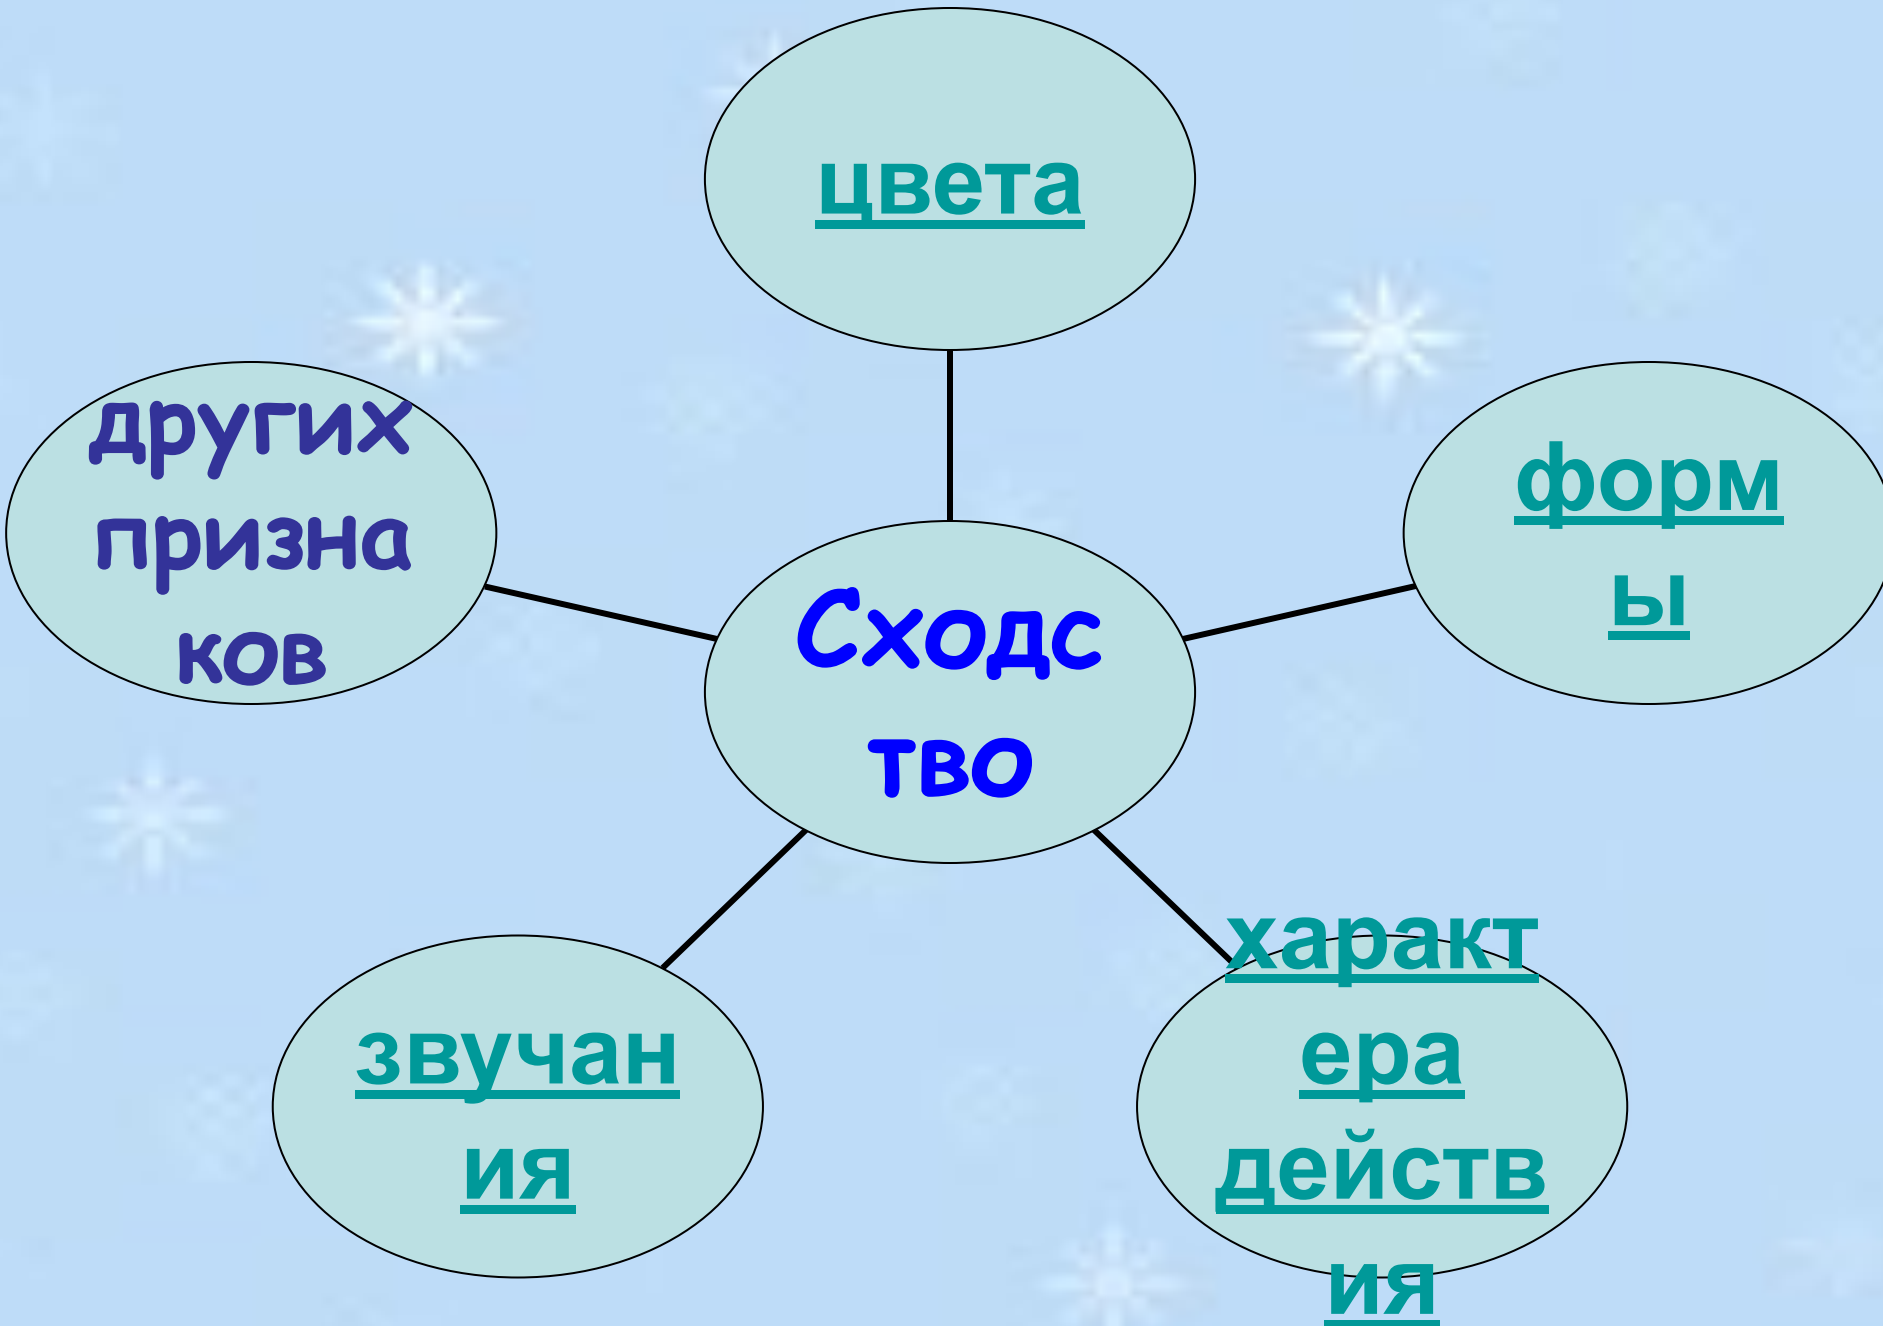 цвета
других
призна
ков
форм
ы
Сходс
тво
звучан
ия
характ
ера
действ
ия